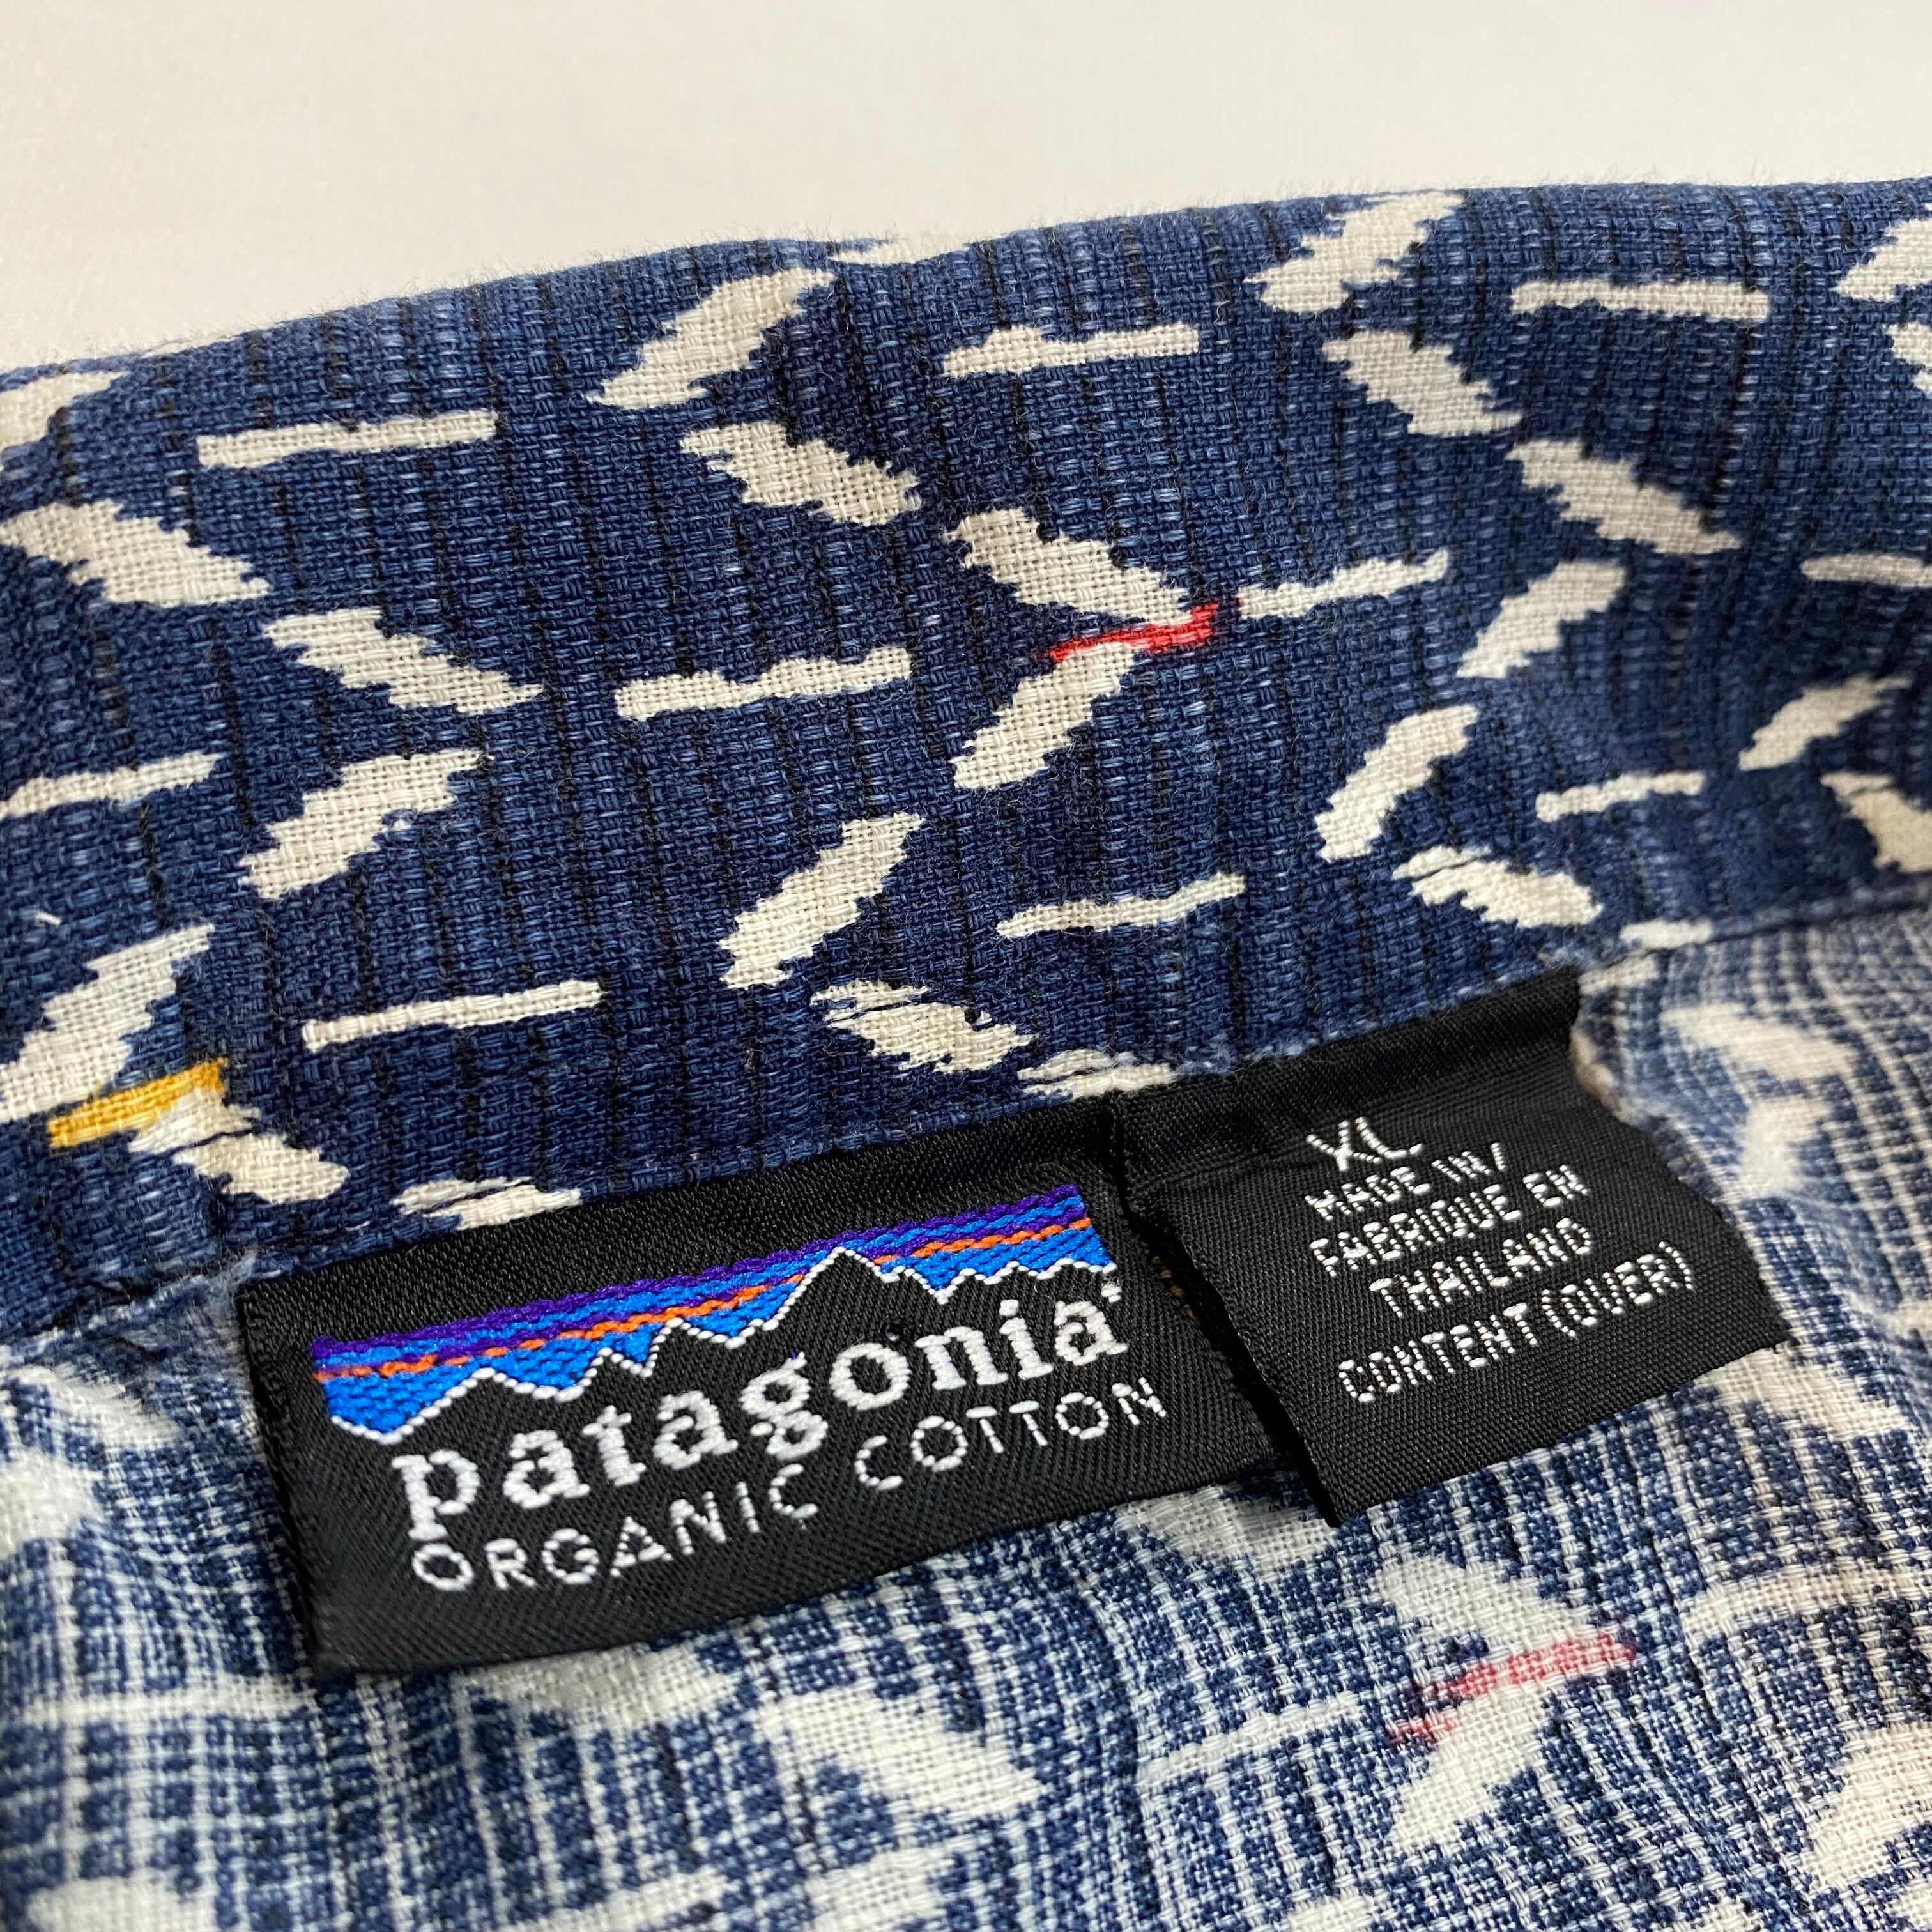 patagonia®
ORGANIC COTTON
XL
MADE IN/
FABRIQUE EN
THAILAND
CONTENT (OVER)